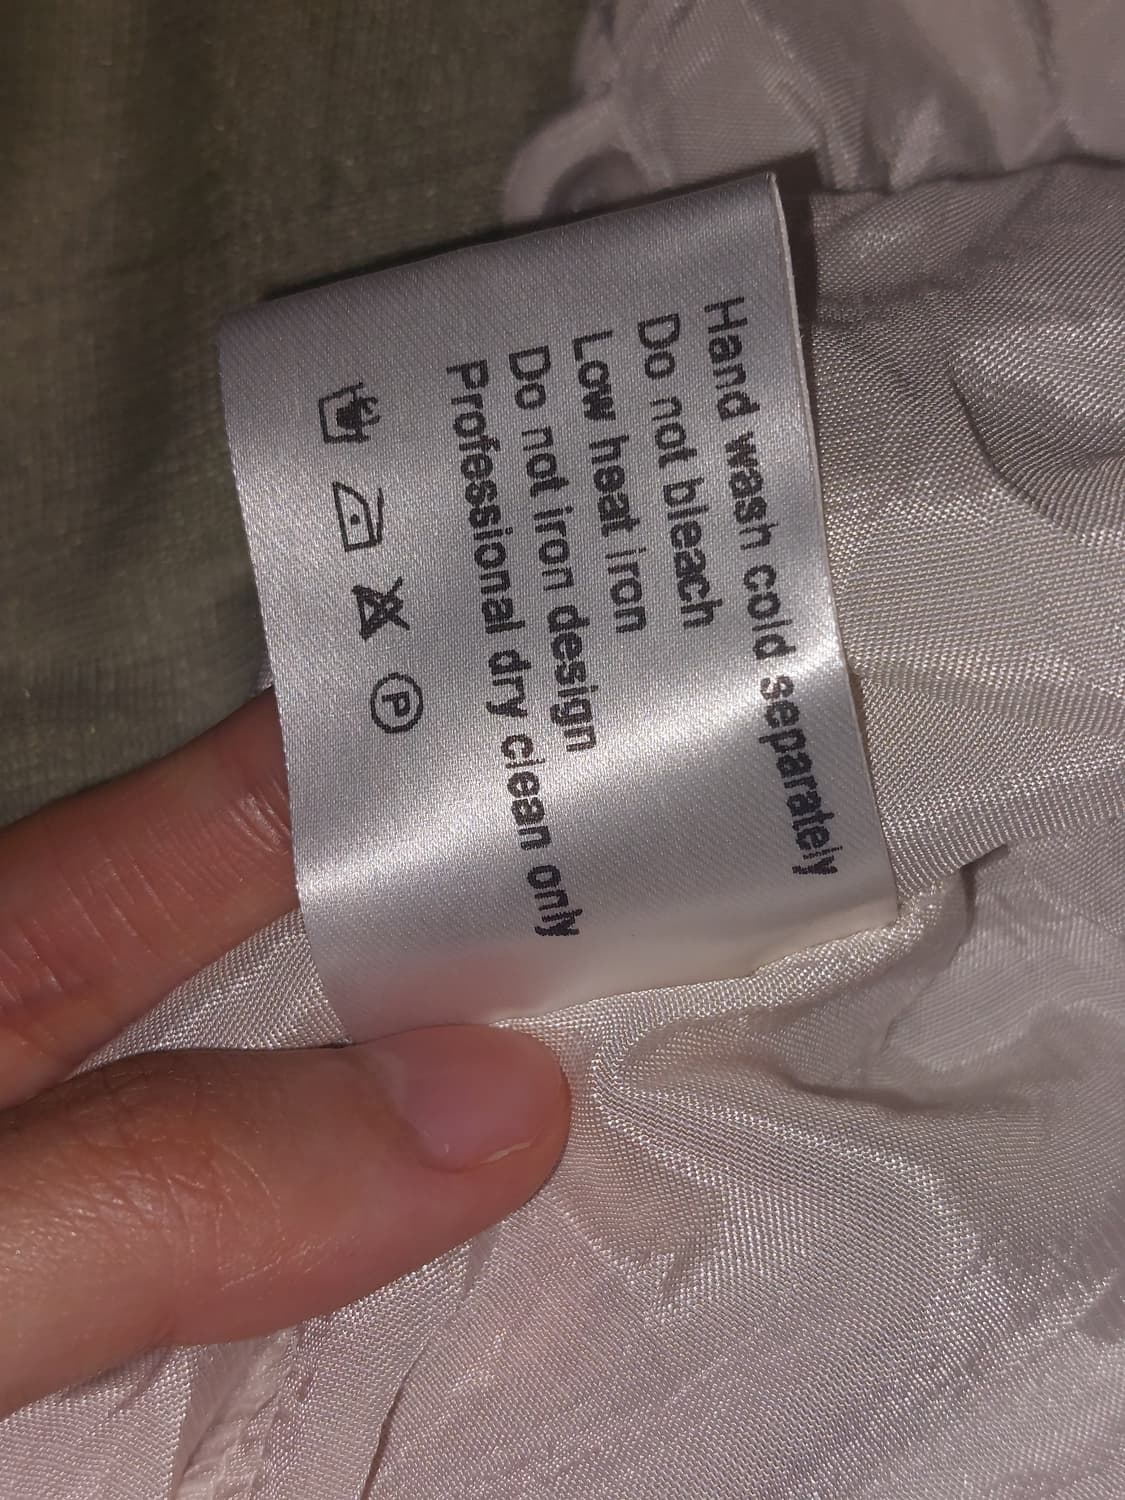 Hand wash cold separately
Do not bleach
Low heat iron
Do not iron design
Professional dry clean only
P